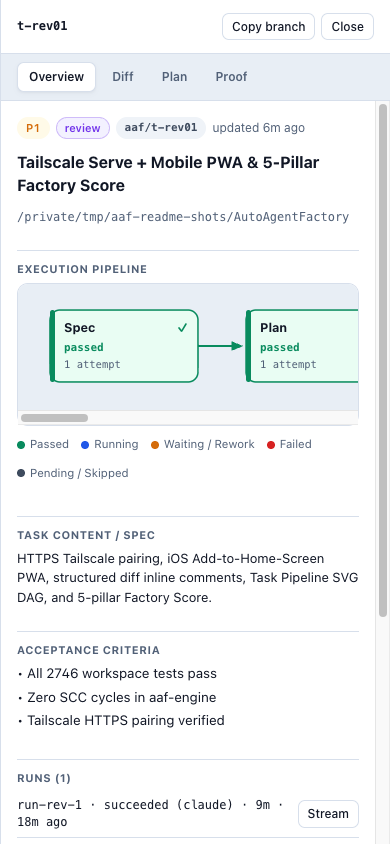 t-rev01
Copy branch
Close
Overview
Diff
Plan
Proof
P1
review
aaf/t-rev01
updated 6m ago
Tailscale Serve + Mobile PWA & 5-Pillar
Factory Score
/private/tmp/aaf-readme-shots/AutoAgentFactory
EXECUTION PIPELINE
Spec ✓
passed
1 attempt
Plan
passed
1 attempt
Passed
Running
Waiting / Rework
Failed
Pending / Skipped
TASK CONTENT / SPEC
HTTPS Tailscale pairing, iOS Add-to-Home-Screen
PWA, structured diff inline comments, Task Pipeline SVG
DAG, and 5-pillar Factory Score.
ACCEPTANCE CRITERIA
• All 2746 workspace tests pass
• Zero SCC cycles in aaf-engine
• Tailscale HTTPS pairing verified
RUNS (1)
run-rev-1 · succeeded (claude) · 9m ·
18m ago
Stream